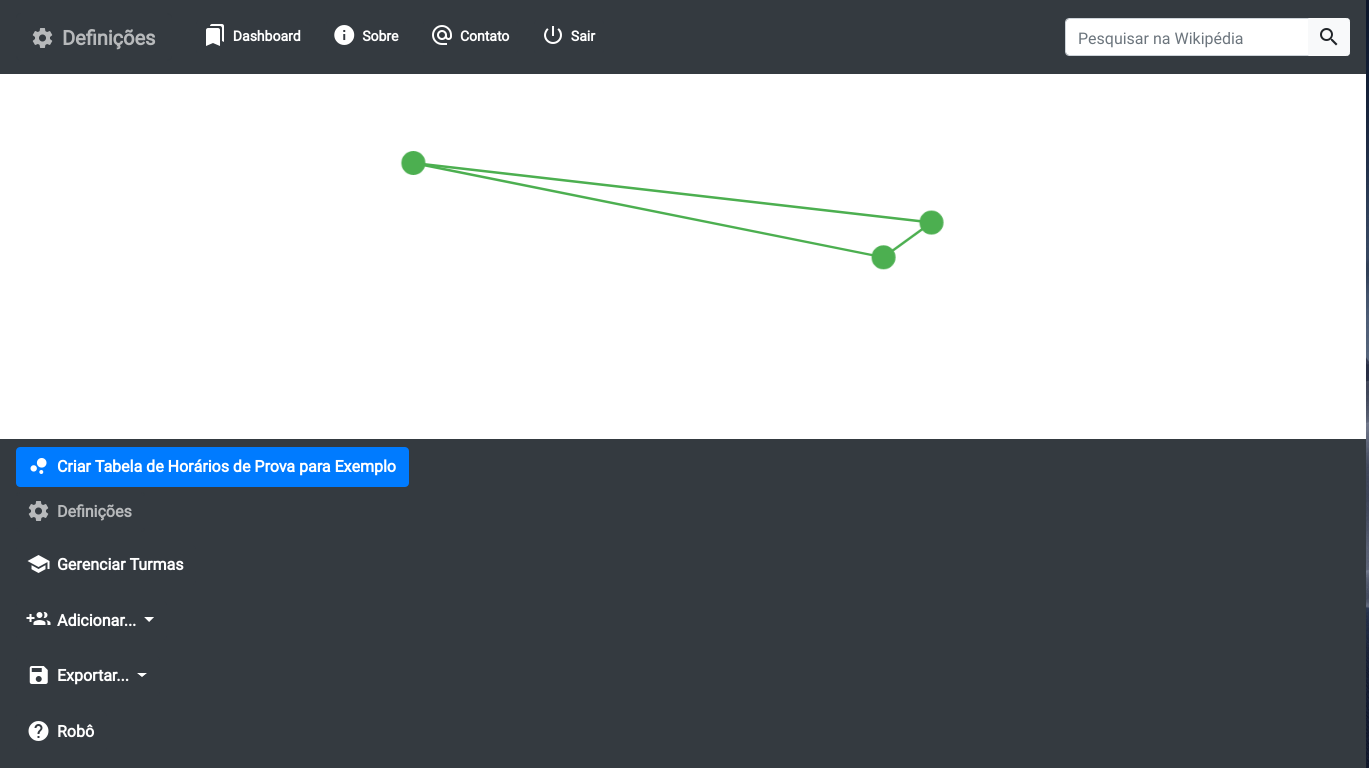 Definições
Dashboard
Sobre
Contato
Sair
Pesquisar na Wikipédia
Criar Tabela de Horários de Prova para Exemplo
Definições
Gerenciar Turmas
Adicionar...
Exportar...
Robô